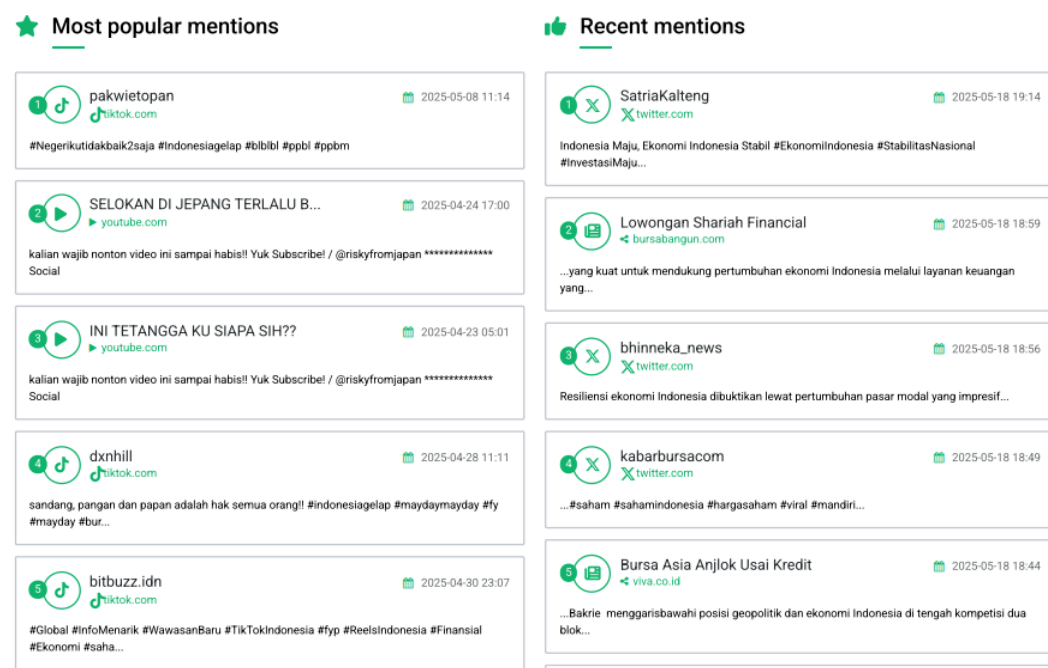 Most popular mentions
1
pakwietopan
2025-05-08 11:14
tiktok.com
#Negerikutidakbaik2saja #Indonesiagelap #blblbl #ppbl #ppbm
2
SELOKAN DI JEPANG TERLALU B...
2025-04-24 17:00
youtube.com
kalian wajib nonton video ini sampai habis!! Yuk Subscribe! / @riskyfromjapan **************
Social
3
INI TETANGGA KU SIAPA SIH??
2025-04-23 05:01
youtube.com
kalian wajib nonton video ini sampai habis!! Yuk Subscribe! / @riskyfromjapan **************
Social
4
dxnhill
2025-04-28 11:11
tiktok.com
sandang, pangan dan papan adalah hak semua orang!! #indonesiagelap #maydaymayday #fy
#mayday #bur...
5
bitbuzz.idn
2025-04-30 23:07
tiktok.com
#Global #InfoMenarik #WawasanBaru #TikTokIndonesia #fyp #ReelsIndonesia #Finansial
#Ekonomi #saha...
Recent mentions
1
SatriaKalteng
2025-05-18 19:14
twitter.com
Indonesia Maju, Ekonomi Indonesia Stabil #EkonomiIndonesia #StabilitasNasional
#InvestasiMaju...
2
Lowongan Shariah Financial
2025-05-18 18:59
bursabangun.com
...yang kuat untuk mendukung pertumbuhan ekonomi Indonesia melalui layanan keuangan
yang...
3
bhinneka_news
2025-05-18 18:56
twitter.com
Resiliensi ekonomi Indonesia dibuktikan lewat pertumbuhan pasar modal yang impresif...
4
kabarbursacom
2025-05-18 18:49
twitter.com
...#saham #sahamindonesia #hargasaham #viral #mandiri...
5
Bursa Asia Anjlok Usai Kredit
2025-05-18 18:44
viva.co.id
...Bakrie menggarisbawahi posisi geopolitik dan ekonomi Indonesia di tengah kompetisi dua
blok...